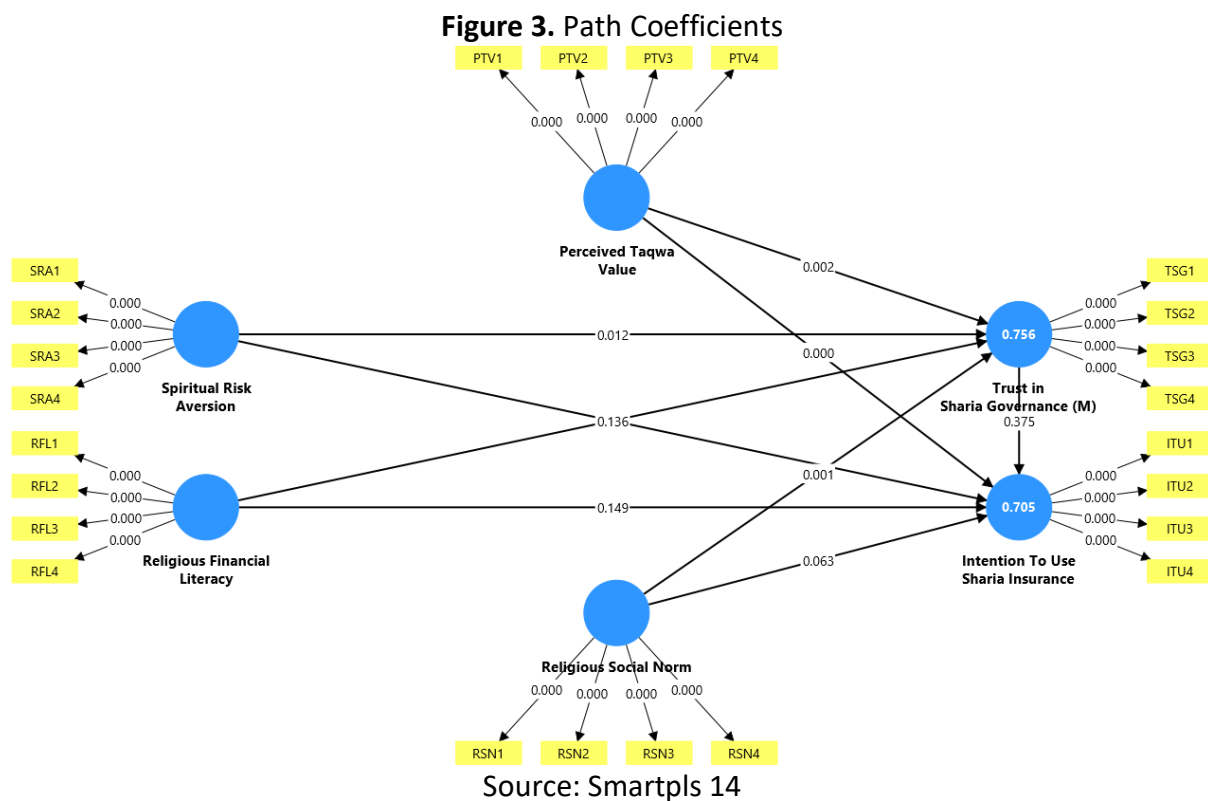 Figure 3. Path Coefficients
PTV1
PTV2
PTV3
PTV4
0.000
0.000
0.000
0.000
Perceived Taqwa
Value
SRA1
SRA2
SRA3
SRA4
0.000
0.000
0.000
0.000
Spiritual Risk
Aversion
RFL1
RFL2
RFL3
RFL4
0.000
0.000
0.000
0.000
Religious Financial
Literacy
0.002
0.012
0.000
0.136
0.001
0.149
0.063
0.756
Trust in
Sharia Governance (M)
0.375
TSG1
TSG2
TSG3
TSG4
0.000
0.000
0.000
0.000
0.705
Intention To Use
Sharia Insurance
ITU1
ITU2
ITU3
ITU4
0.000
0.000
0.000
0.000
Religious Social Norm
0.000
0.000
0.000
0.000
RSN1
RSN2
RSN3
RSN4
Source: Smartpls 14